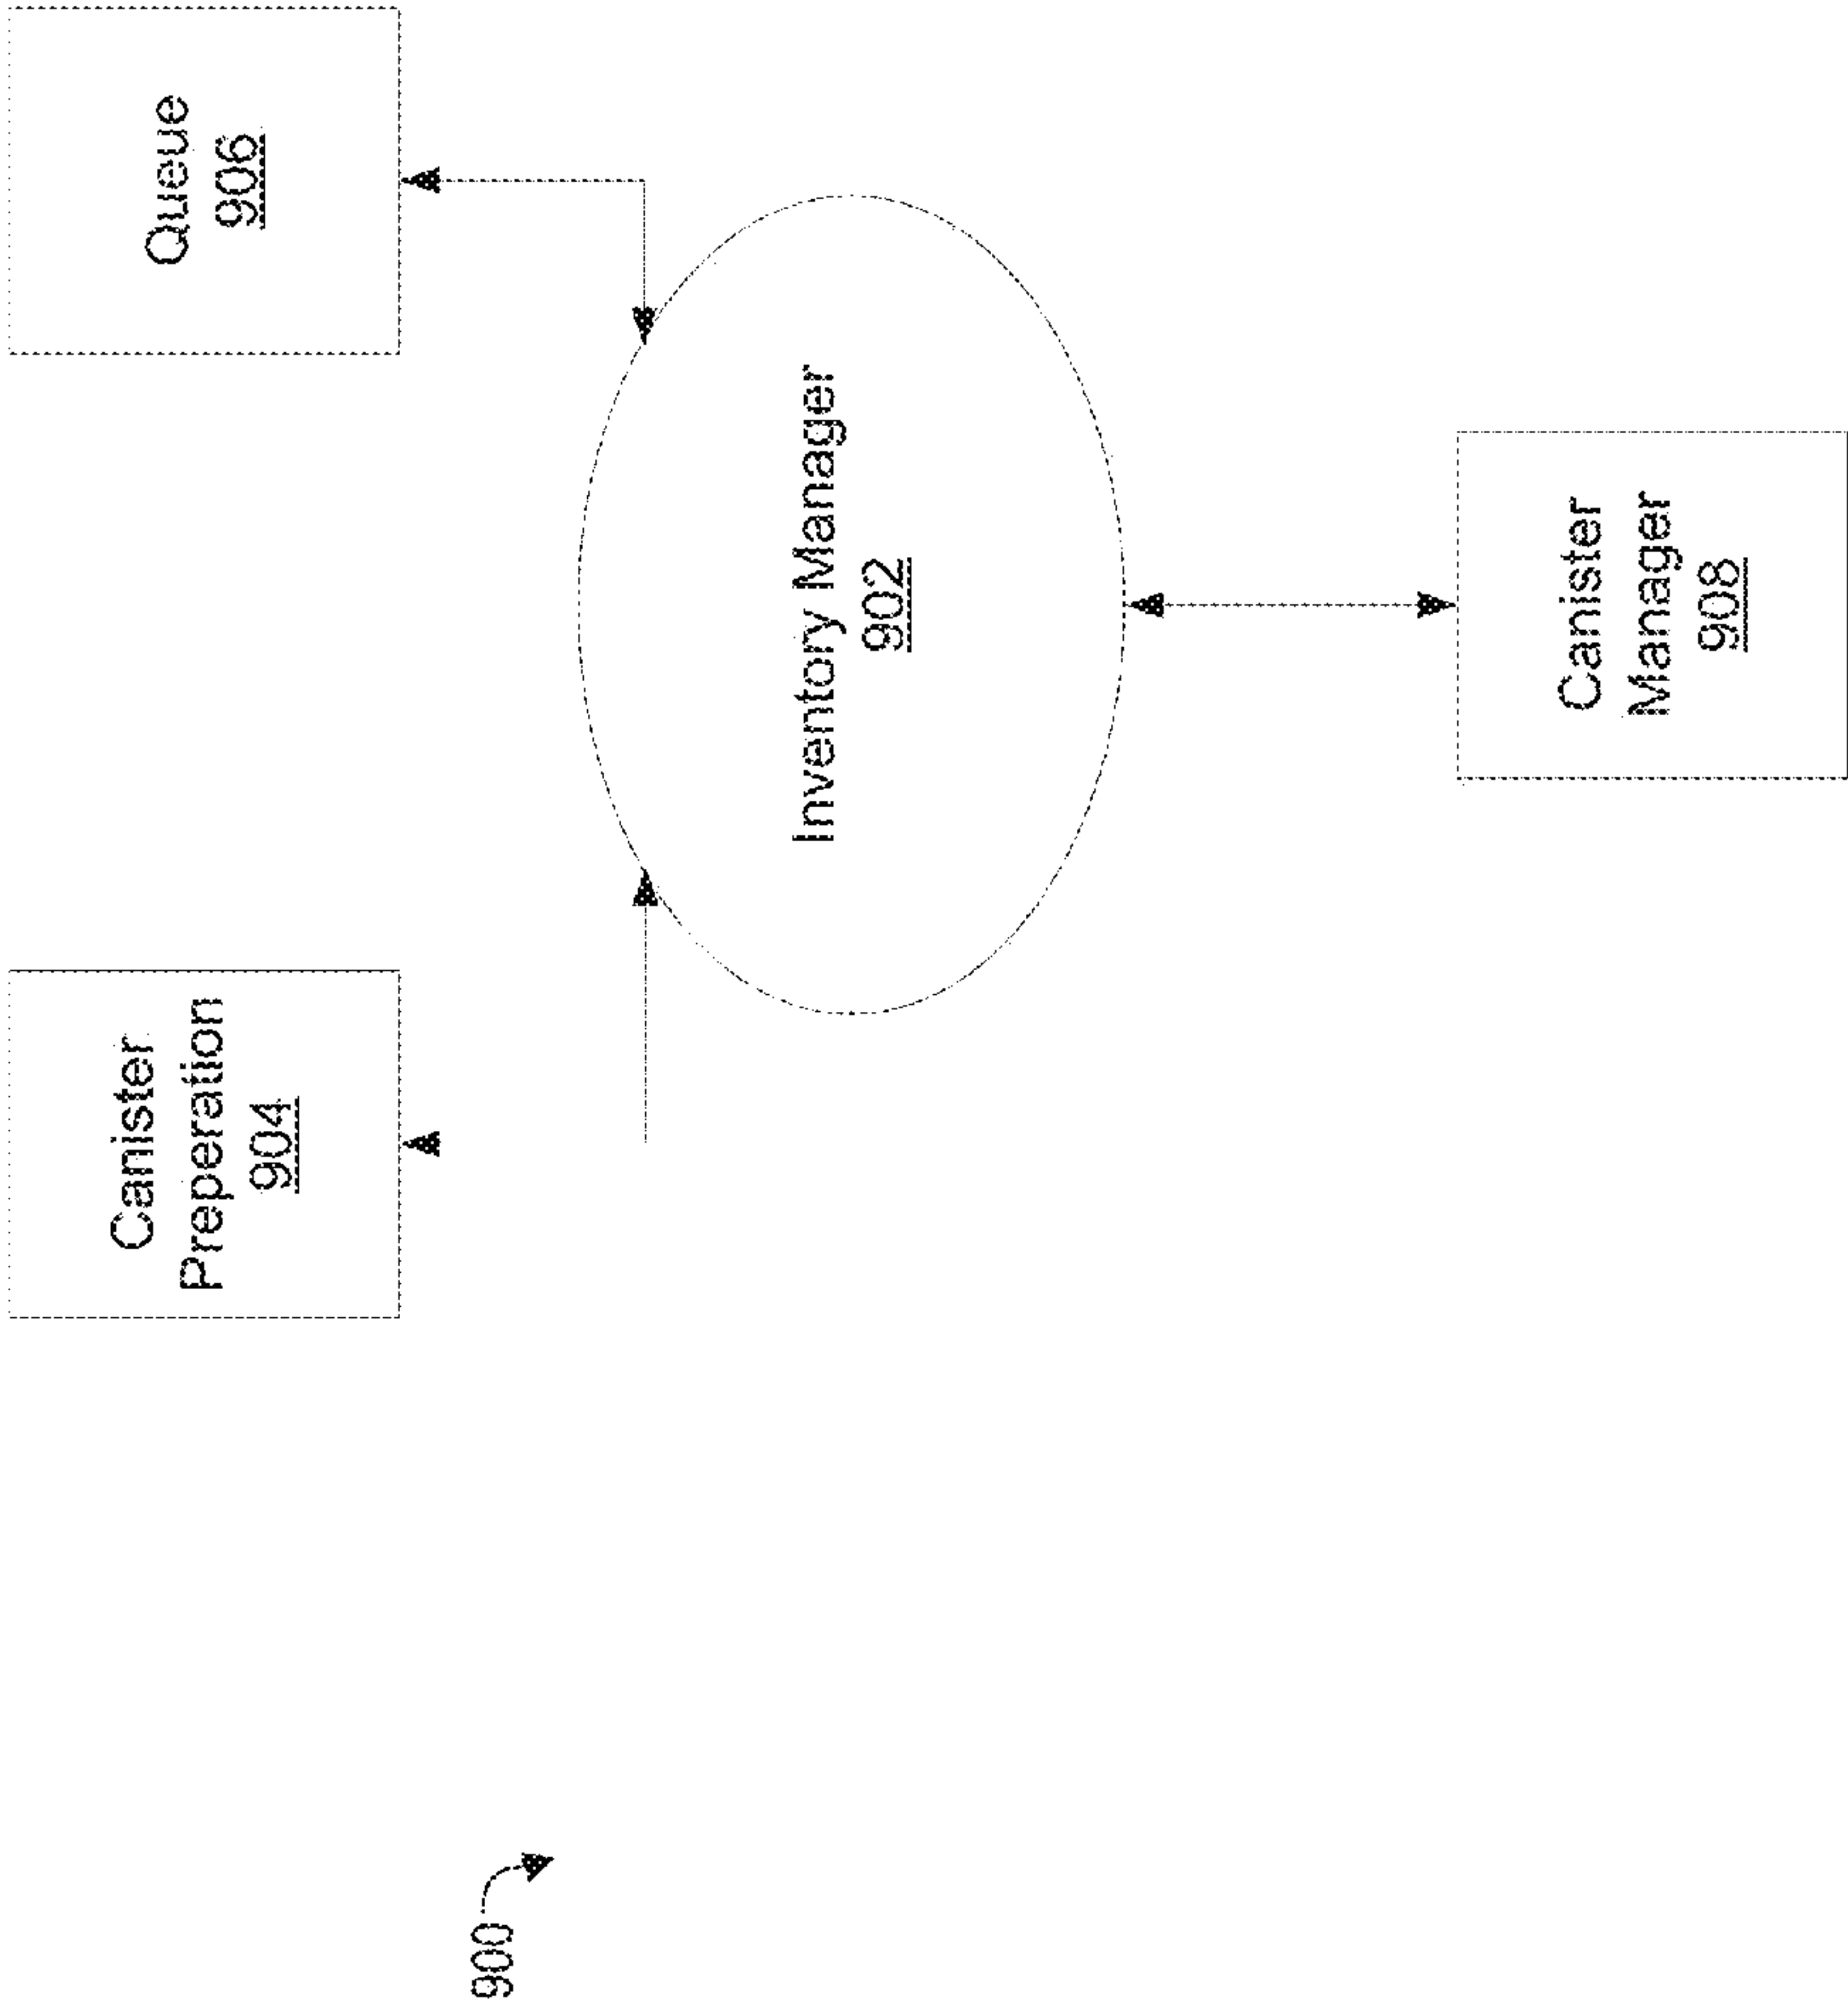 900
Canister
Preperation
904
Queue
906
Inventory Manager
902
Canister
Manager
908